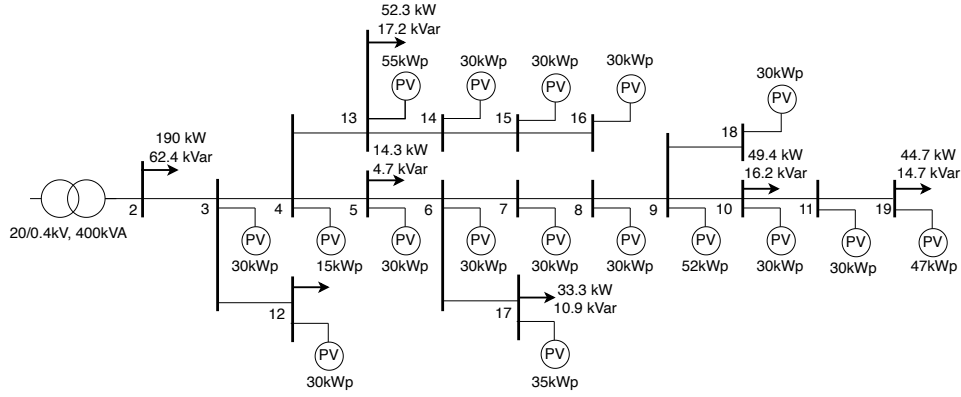 52.3 kW
17.2 kVar
55kWp
PV
30kWp
PV
30kWp
PV
30kWp
PV
30kWp
PV
13
14
15
16
18
190 kW
62.4 kVar
14.3 kW
4.7 kVar
49.4 kW
16.2 kVar
44.7 kW
14.7 kVar
2
3
4
5
6
7
8
9
10
11
19
20/0.4kV, 400kVA
PV
30kWp
PV
15kWp
PV
30kWp
PV
30kWp
PV
30kWp
PV
30kWp
PV
52kWp
PV
30kWp
PV
30kWp
PV
47kWp
12
PV
30kWp
17
33.3 kW
10.9 kVar
PV
35kWp